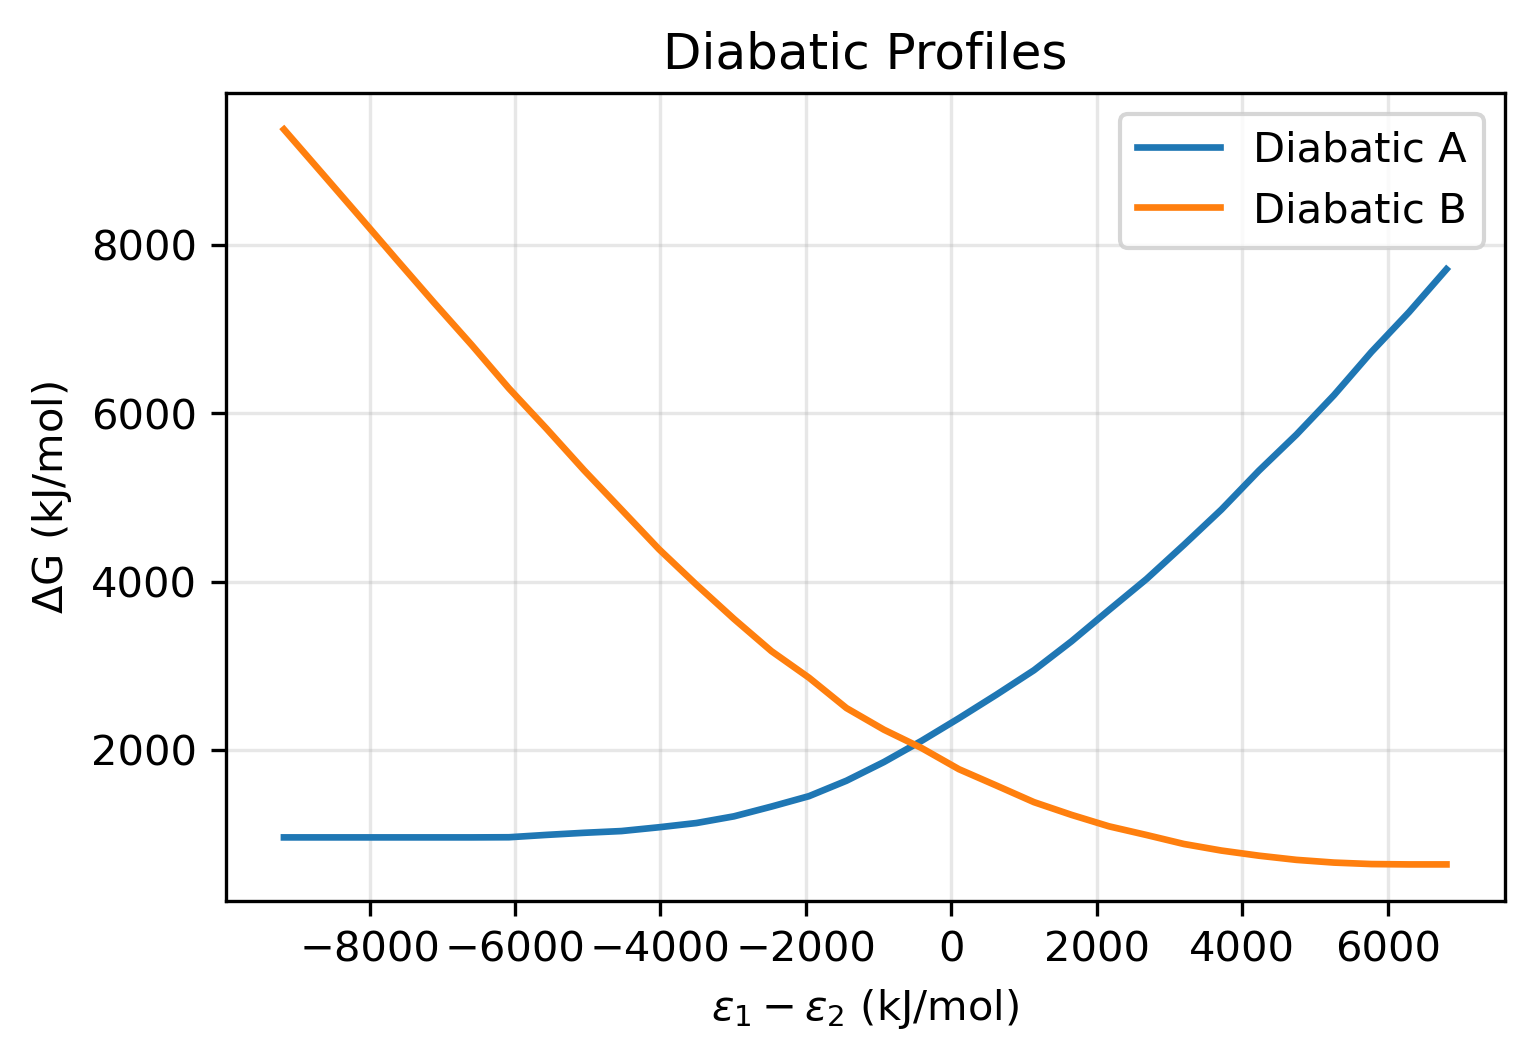 Diabatic Profiles
Diabatic A
Diabatic B
8000
6000
4000
2000
ΔG (kJ/mol)
−8000 −6000 −4000 −2000 0 2000 4000 6000
ε₁ − ε₂ (kJ/mol)